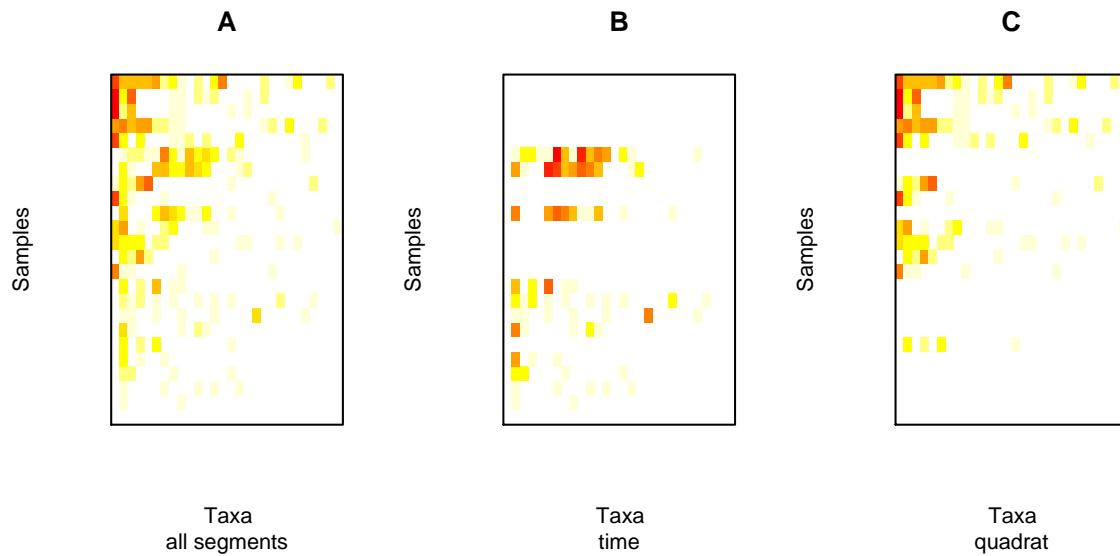 A
B
C
Samples
Samples
Samples
Taxa
all segments
Taxa
time
Taxa
quadrat